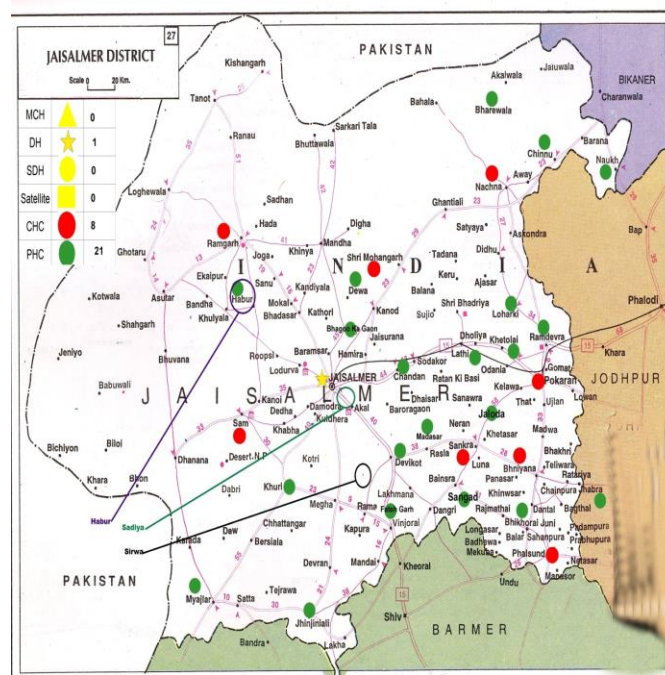 27
JAISALMER DISTRICT
Scale 0 20 Km.
MCH 0
DH 1
SDH 0
Satellite 0
CHC 8
PHC 21
PAKISTAN
Kishangarh
Tanot
Ranau
Bhuttawala
Sarkari Tala
Bahala
Akalwala
Jaiuwala
Bharewala
BIKANER
Charanwala
Barana
Chinnu
Naukh
Loghewala
Sadhan
Nachna
Away
Ghantiali
Hada
Digha
Satyaya
Askondra
Bap
Ramgarh
Khinya
Mandha
Ghotaru
Joga
Shri Mohangarh
Tadana
Didhu
I N D I A
Ekaipur
Sanu
Kandiyala
Dewa
Keru
Ajasar
Kotwala
Asutar
Habur
Bandha
Mokal
Balana
Phalodi
Khulyala
Bhadasar
Kathori
Kanod
Sujio
Shri Bhadriya
Loharki
Shahgarh
Bhagoo Ka Gaon
Jaisurana
Ramdevra
Bhuvana
Baramsar
Hamira
Dholiya
Khetolai
15
Khara
Jeniyo
Roopsi
Lodurva
Sodakor
Lathi
Odania
Gomat
JAISALMER
Chandan
Ratan Ki Basi
Kelawa
Pokaran
JODHPUR
Babuwali
J A I S A L M E R
Kanoi
Damodra
Akal
Dhaisar
Sanawra
That
Ujlan
Lowan
Dedha
Kuldhera
Baroragaon
Jaloda
Sam
Khabha
Neran
Khetasar
Madwa
Madasar
Sankra
Bichiyon
Biloi
Dhanana
Desert.N.P.
Kotri
Devikot
Rasla
Luna
Bhniyana
Bhakhri
Teliwara
Khara
Bhon
Dabri
Khuri
Lakhmana
Bainsra
Panasar
Ratariya
Khinwsar
Chainpura
Jhabra
Habur
Sadiya
Sirwa
Megha
Rama
Fateh Garh
Sangad
Dangri
Rajmathai
Dantal
Bagthal
Chhattangar
Kapura
Vinjorai
Bhikhorai Juni
Padampura
Karada
Dew
Bersiala
Longasar
Balar
Sahanpura
Prabhupura
Badhewa
Mekuba
Phalsund
Netasar
Devran
Mandai
Kheoral
Undu
Manesor
PAKISTAN
Myajlar
Satta
Tejrawa
Jhinjiniali
Shiv
15
BARMER
Bandra
Lakha